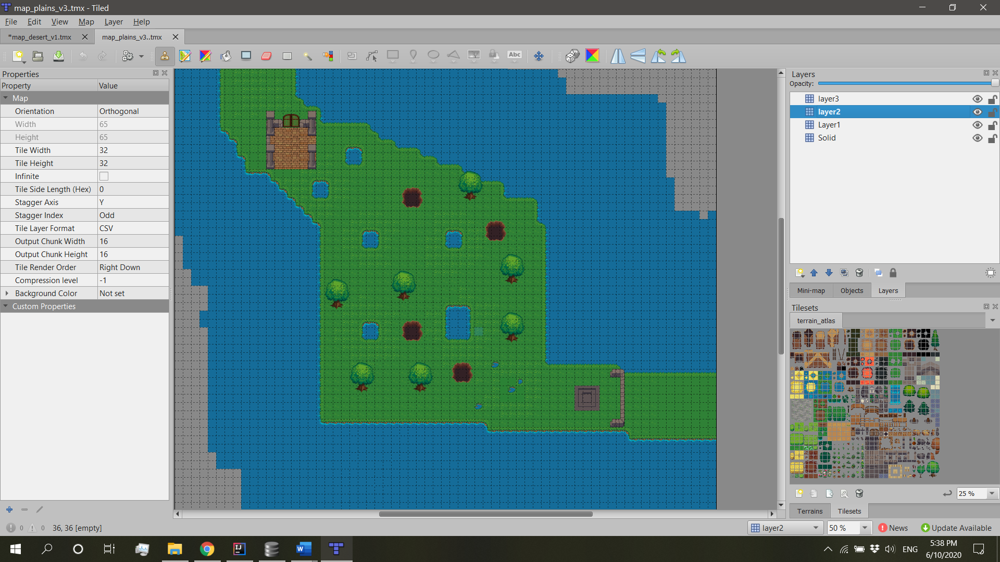 map_plains_v3..tmx - Tiled
File Edit View Map Layer Help
*map_desert_v1.tmx map_plains_v3..tmx
Abc
Properties
Property Value
Map
Orientation Orthogonal
Width 65
Height 65
Tile Width 32
Tile Height 32
Infinite
Tile Side Length (Hex) 0
Stagger Axis Y
Stagger Index Odd
Tile Layer Format CSV
Output Chunk Width 16
Output Chunk Height 16
Tile Render Order Right Down
Compression level -1
Background Color Not set
Custom Properties
Layers
Opacity:
layer3
layer2
Layer1
Solid
Mini-map Objects Layers
Tilesets
terrain_atlas
25 %
Terrains Tilesets
0 0 36, 36 [empty]
layer2 50 % News Update Available
IJ W ENG
5:38 PM
6/10/2020